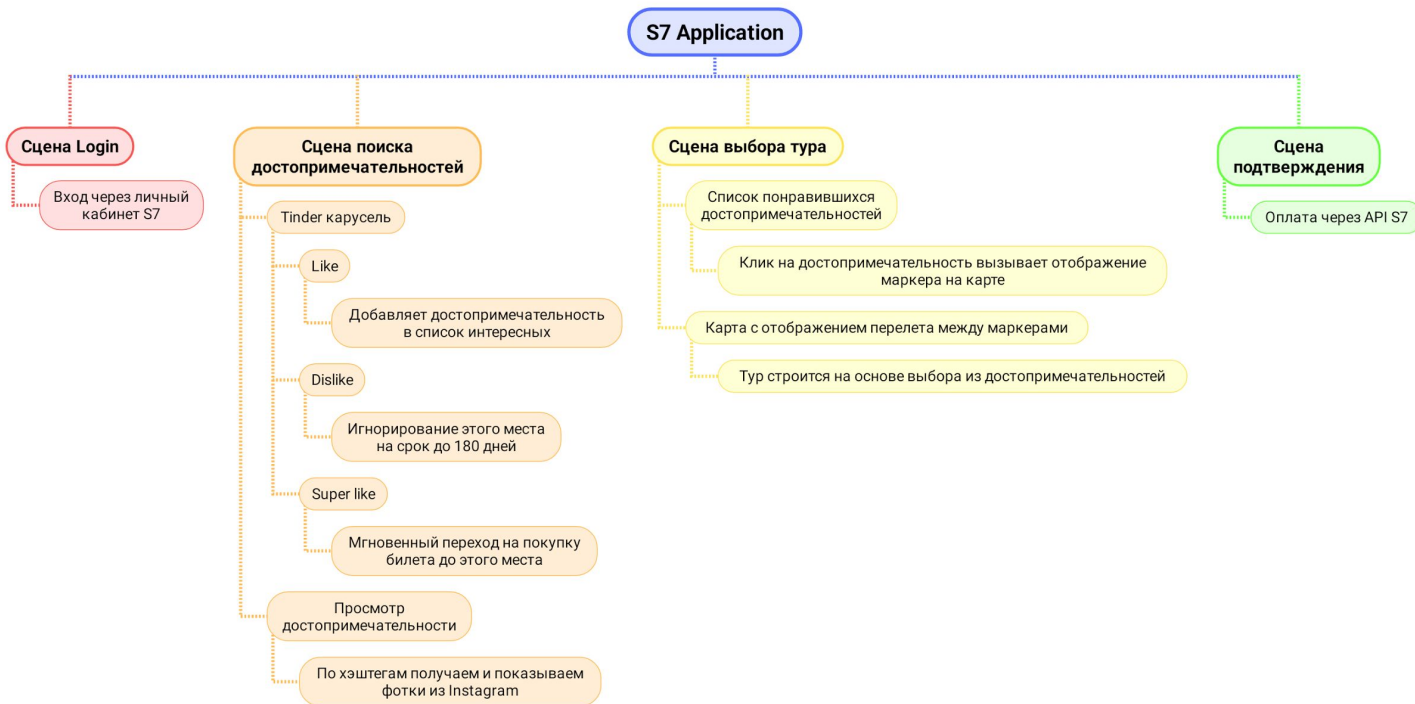 S7 Application
Сцена Login
Вход через личный
кабинет S7
Сцена поиска
достопримечательностей
Tinder карусель
Like
Добавляет достопримечательность
в список интересных
Dislike
Игнорирование этого места
на срок до 180 дней
Super like
Мгновенный переход на покупку
билета до этого места
Просмотр
достопримечательности
По хэштегам получаем и показываем
фотки из Instagram
Сцена выбора тура
Список понравившихся
достопримечательностей
Клик на достопримечательность вызывает отображение
маркера на карте
Карта с отображением перелета между маркерами
Тур строится на основе выбора из достопримечательностей
Сцена
подтверждения
Оплата через API S7